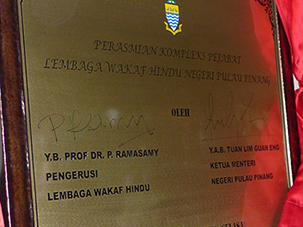 PERASMIAN KOMPLEKS PEJABAT
LEMBAGA WAKAF HINDU NEGERI PULAU PINANG
OLEH
Y.B. PROF DR. P. RAMASAMY
PENGERUSI
LEMBAGA WAKAF HINDU
Y.A.B. TUAN LIM GUAN ENG
KETUA MENTERI
NEGERI PULAU PINANG